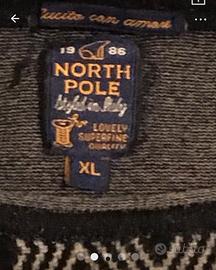 Cucito con amore
19 86
NORTH
POLE
Styled in Italy
LOVELY
SUPERFINE
QUALITY
XL
Subito